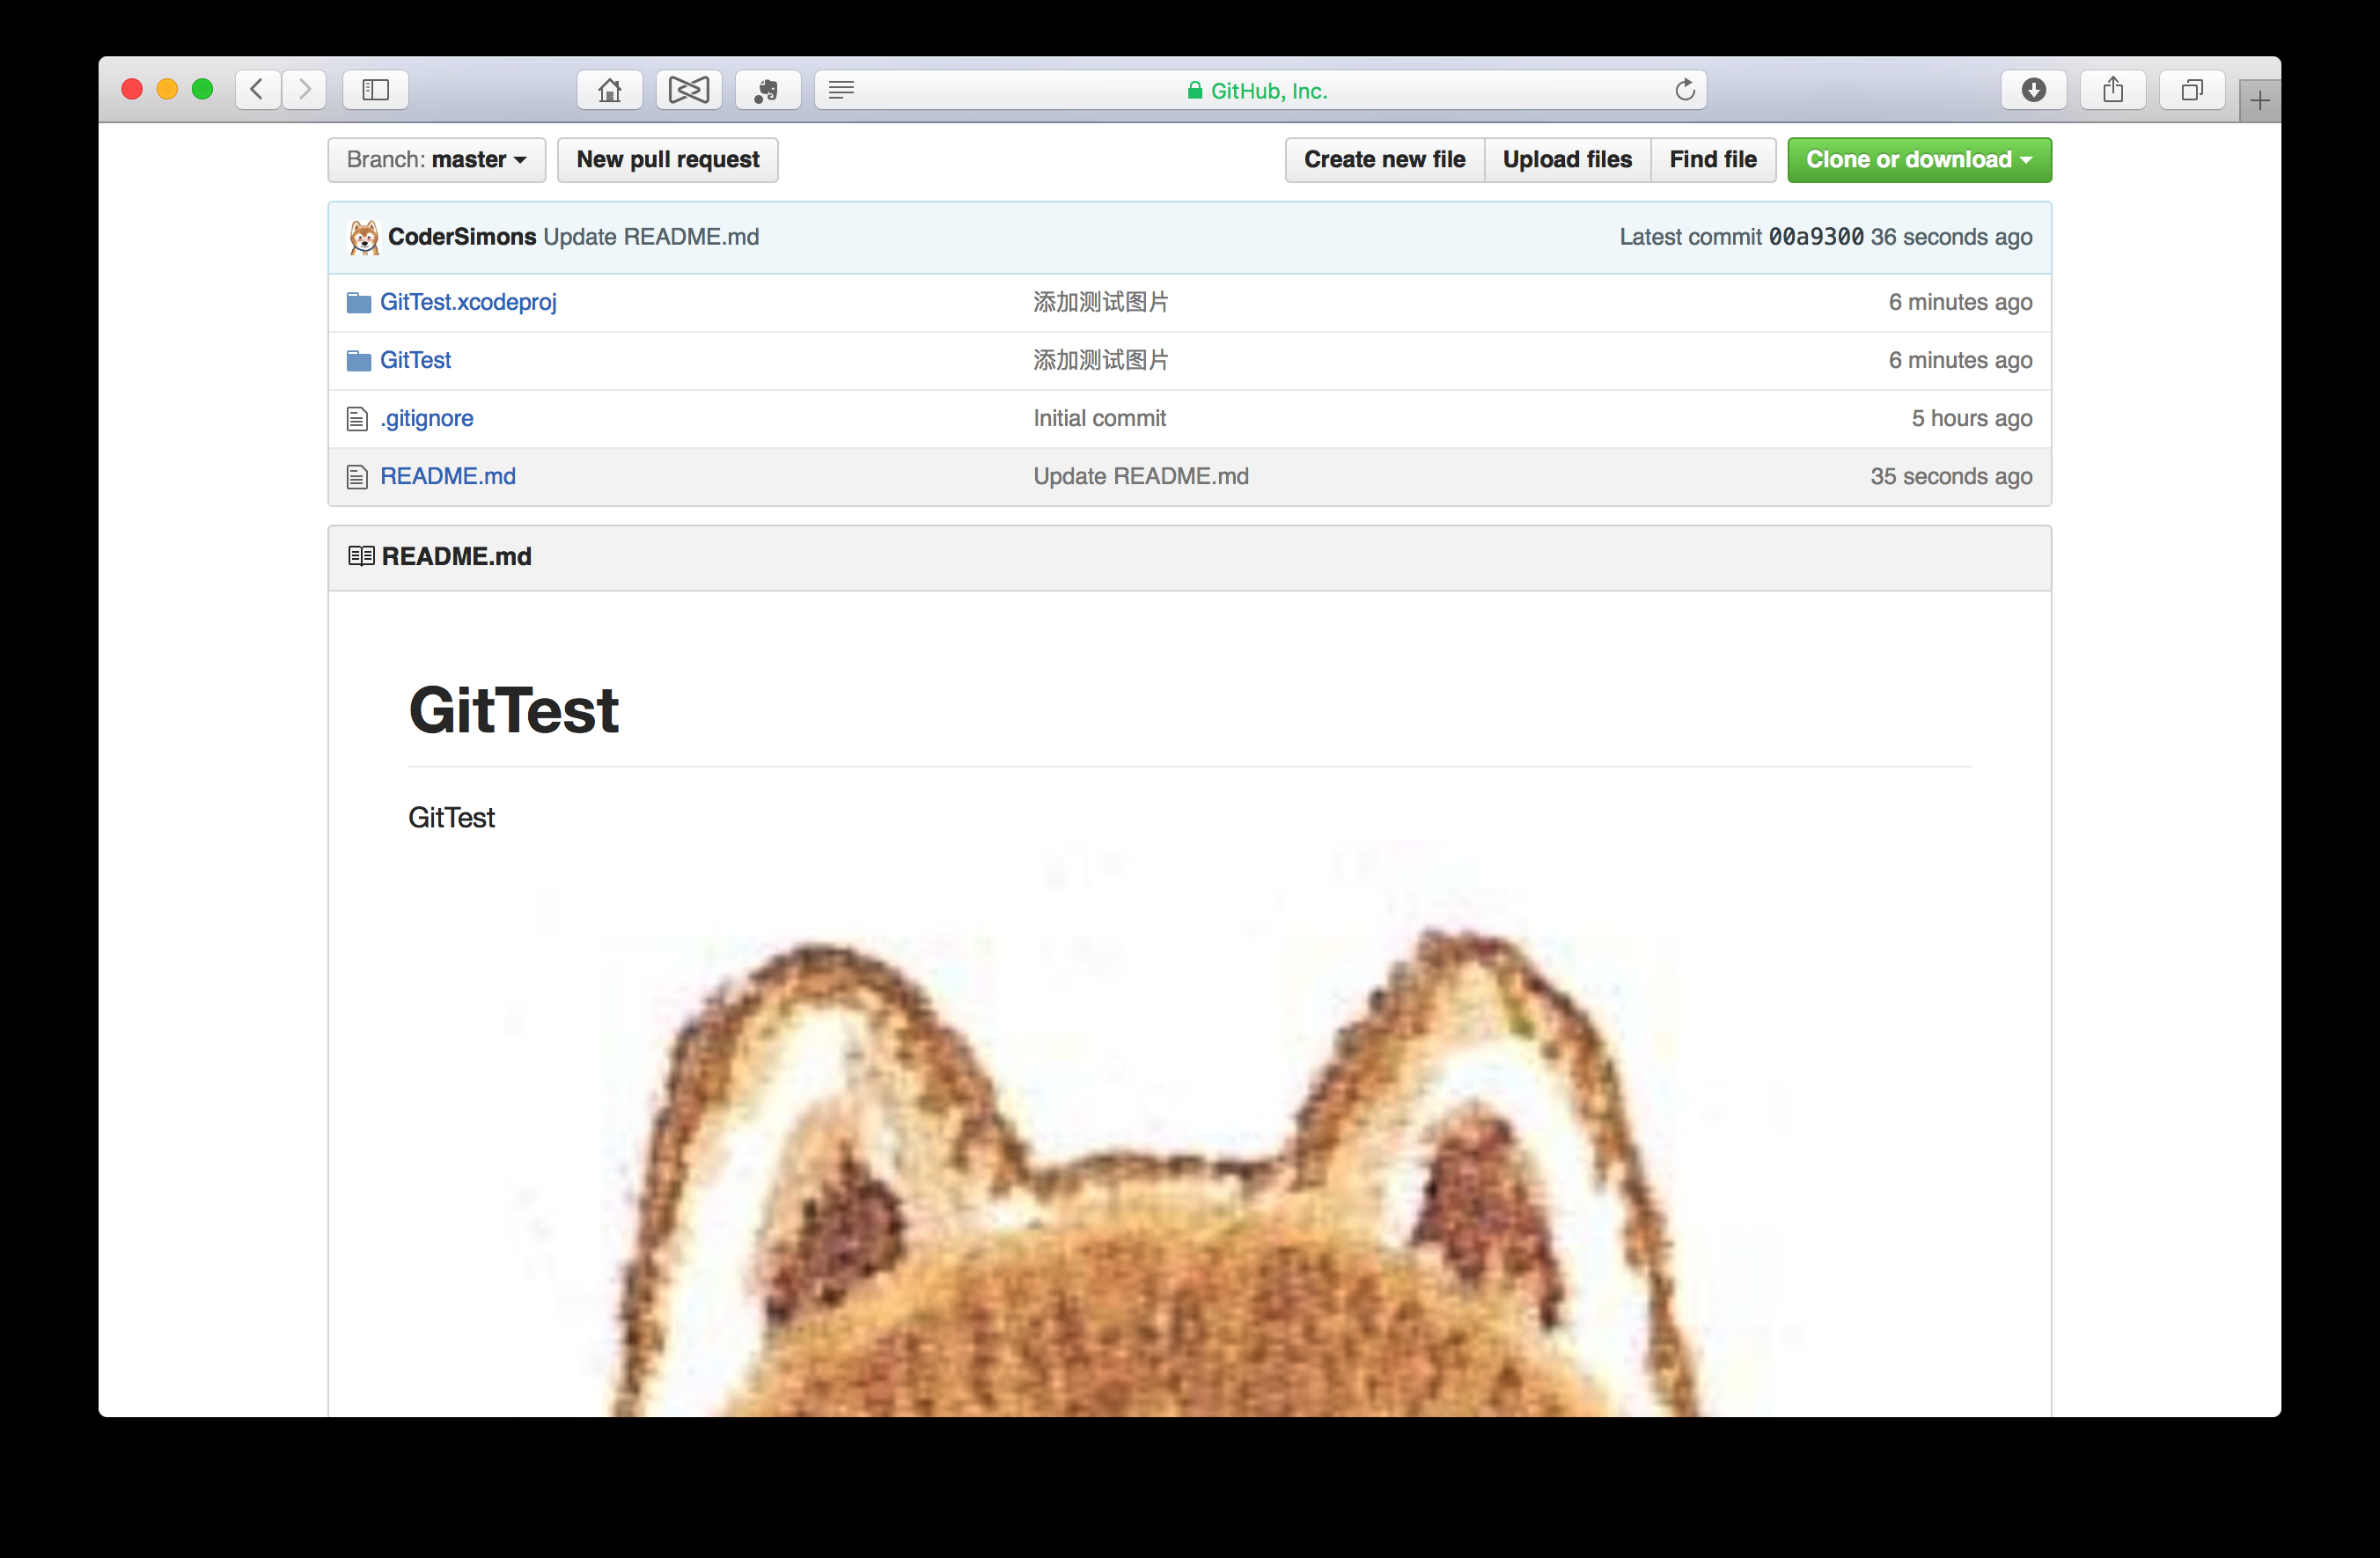 GitHub, Inc.
Branch: master New pull request Create new file Upload files Find file Clone or download
CoderSimons Update README.md Latest commit 00a9300 36 seconds ago
GitTest.xcodeproj 添加测试图片 6 minutes ago
GitTest 添加测试图片 6 minutes ago
.gitignore Initial commit 5 hours ago
README.md Update README.md 35 seconds ago
README.md
GitTest
GitTest